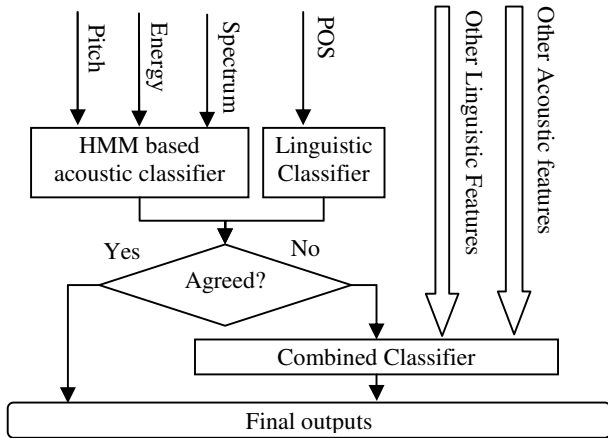 Pitch
Energy
Spectrum
POS
Other Linguistic Features
Other Acoustic features
HMM based
acoustic classifier
Linguistic
Classifier
Yes
No
Agreed?
Combined Classifier
Final outputs